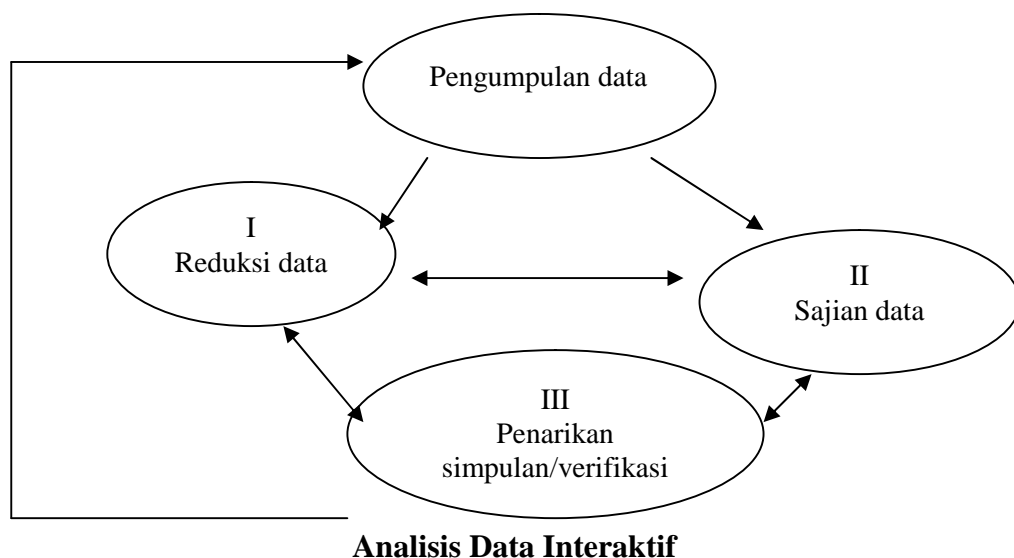 Pengumpulan data
I
Reduksi data
II
Sajian data
III
Penarikan
simpulan/verifikasi
Analisis Data Interaktif